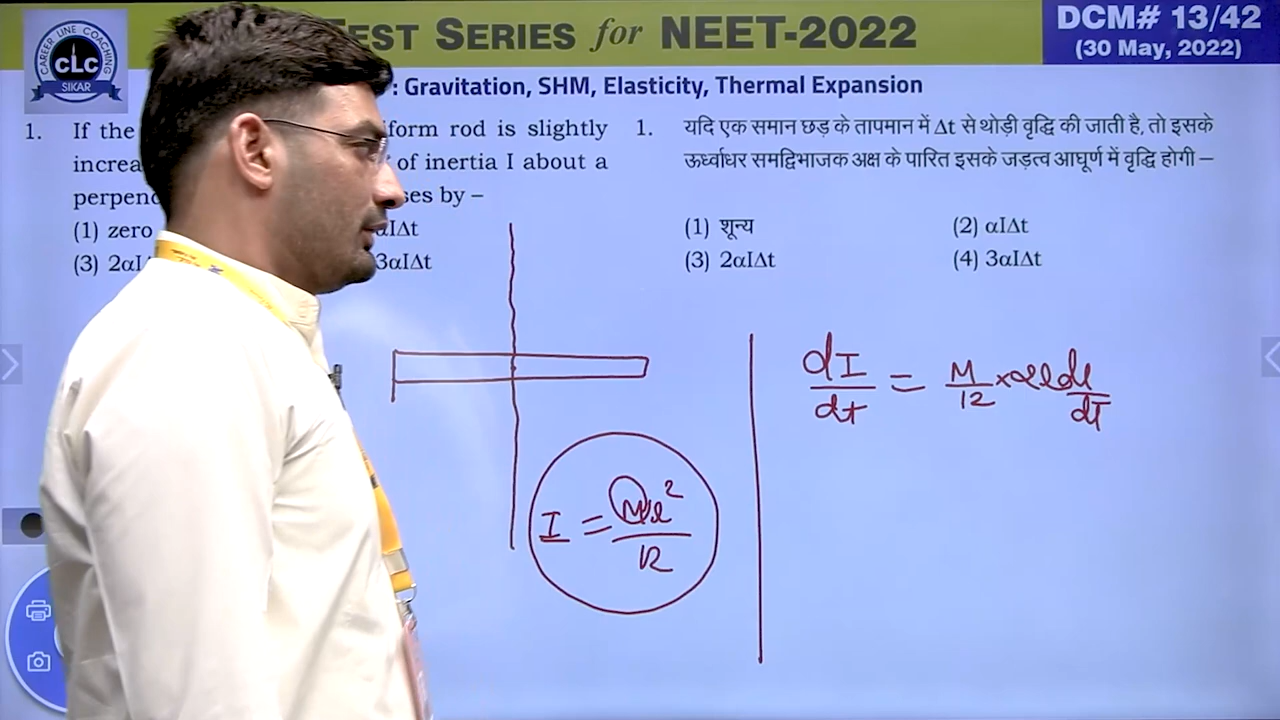 TEST SERIES for NEET-2022
DCM# 13/42
(30 May, 2022)
CAREER LINE COACHING
CLC
SIKAR
: Gravitation, SHM, Elasticity, Thermal Expansion
1. If the iform rod is slightly
increa of inertia I about a
perpend ses by –
(1) zero αIΔt
(3) 2αI 3αIΔt
1. यदि एक समान छड़ के तापमान में Δt से थोड़ी वृद्धि की जाती है, तो इसके
ऊर्ध्वाधर समद्विभाजक अक्ष के पारित इसके जड़त्व आघूर्ण में वृद्धि होगी –
(1) शून्य (2) αIΔt
(3) 2αIΔt (4) 3αIΔt
I = Ml²/12
dI/dt = M/12 × 2l dl/dT